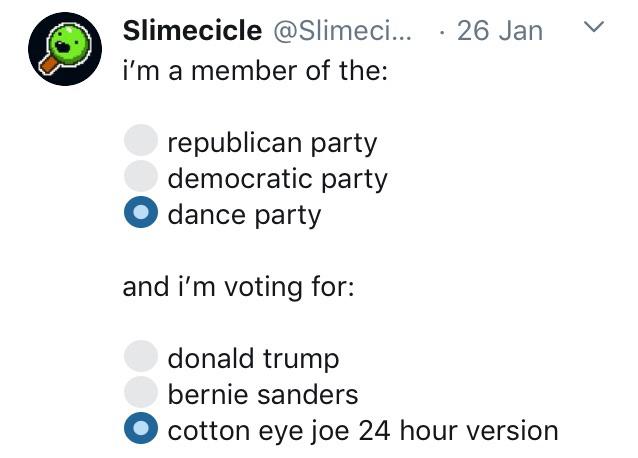 Slimecicle @Slimeci... · 26 Jan
i’m a member of the:
republican party
democratic party
dance party
and i’m voting for:
donald trump
bernie sanders
cotton eye joe 24 hour version